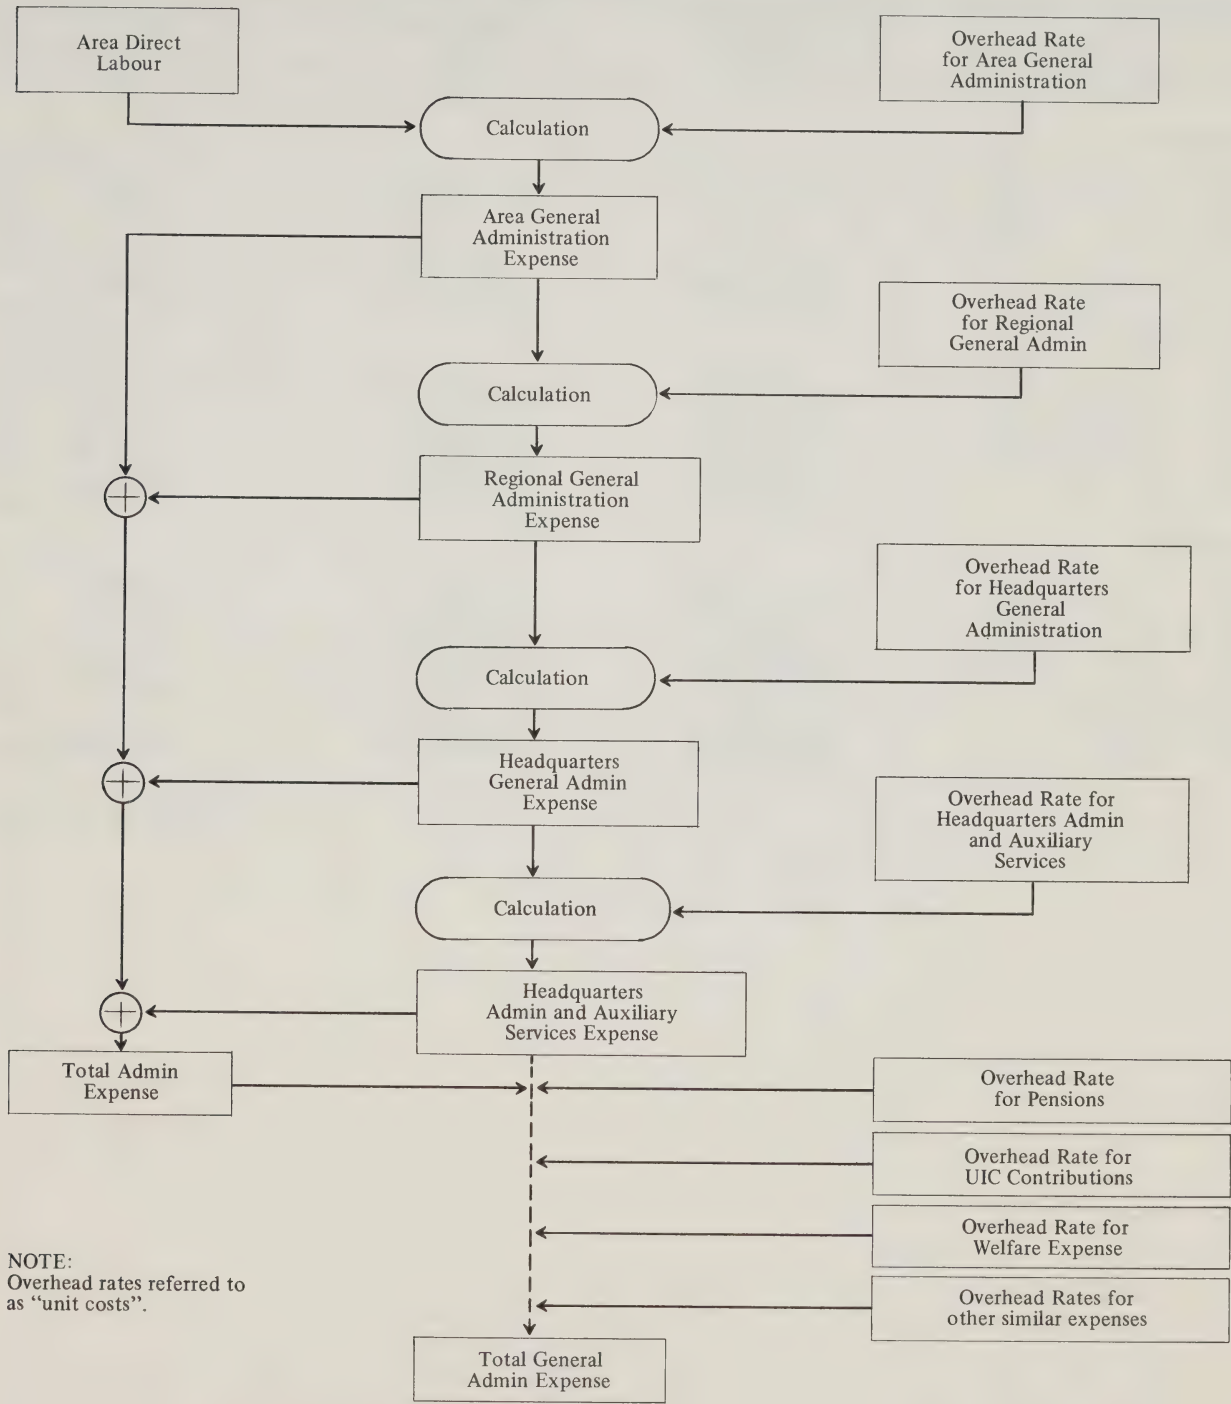 Area Direct
Labour
Overhead Rate
for Area General
Administration
Calculation
Area General
Administration
Expense
Overhead Rate
for Regional
General Admin
Calculation
Regional General
Administration
Expense
Overhead Rate
for Headquarters
General
Administration
Calculation
Headquarters
General Admin
Expense
Overhead Rate for
Headquarters Admin
and Auxiliary
Services
Calculation
Headquarters
Admin and Auxiliary
Services Expense
Total Admin
Expense
Overhead Rate
for Pensions
Overhead Rate for
UIC Contributions
Overhead Rate for
Welfare Expense
NOTE:
Overhead rates referred to
as “unit costs”.
Overhead Rates for
other similar expenses
Total General
Admin Expense